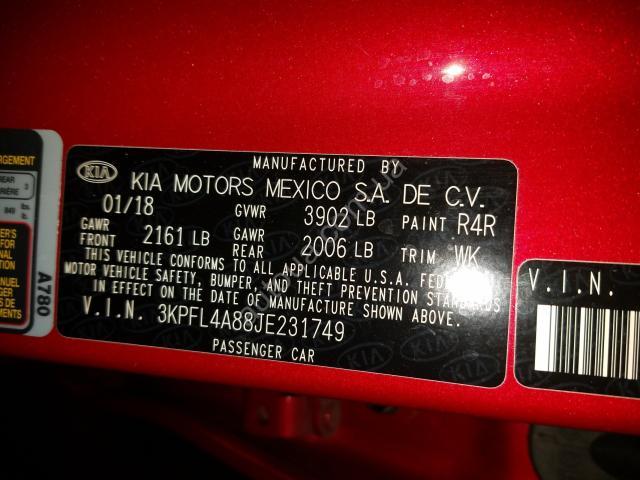 MANUFACTURED BY
KIA KIA MOTORS MEXICO S.A. DE C.V.
01/18 GVWR 3902 LB PAINT R4R
GAWR FRONT 2161 LB GAWR REAR 2006 LB TRIM WK
THIS VEHICLE CONFORMS TO ALL APPLICABLE U.S.A. FEDERAL
MOTOR VEHICLE SAFETY, BUMPER, AND THEFT PREVENTION STANDARDS
IN EFFECT ON THE DATE OF MANUFACTURE SHOWN ABOVE.
V.I.N. 3KPFL4A88JE231749
PASSENGER CAR
V.I.N.
A780